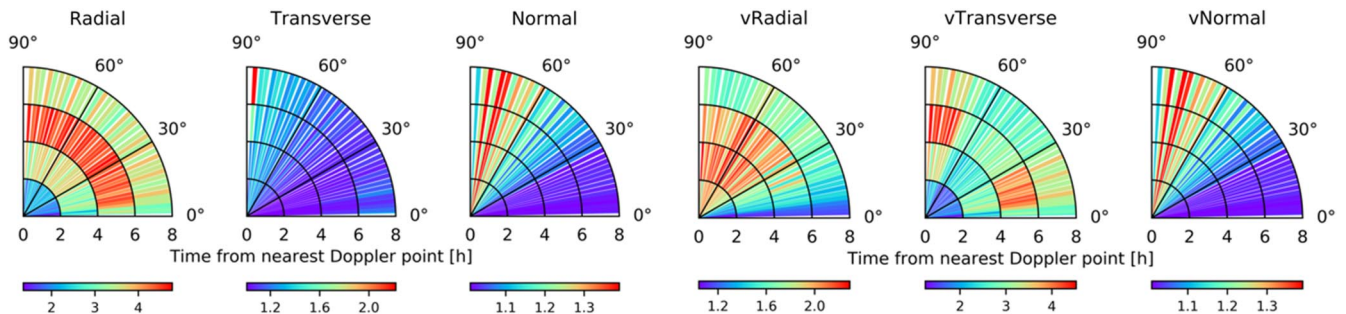 Radial Transverse Normal vRadial vTransverse vNormal
90° 90° 90° 90° 90° 90°
60° 60° 60° 60° 60° 60°
30° 30° 30° 30° 30° 30°
0° 0° 0° 0° 0° 0°
0 2 4 6 8 0 2 4 6 8 0 2 4 6 8 0 2 4 6 8 0 2 4 6 8 0 2 4 6 8
Time from nearest Doppler point [h] Time from nearest Doppler point [h]
2 3 4 1.2 1.6 2.0 1.1 1.2 1.3 1.2 1.6 2.0 2 3 4 1.1 1.2 1.3